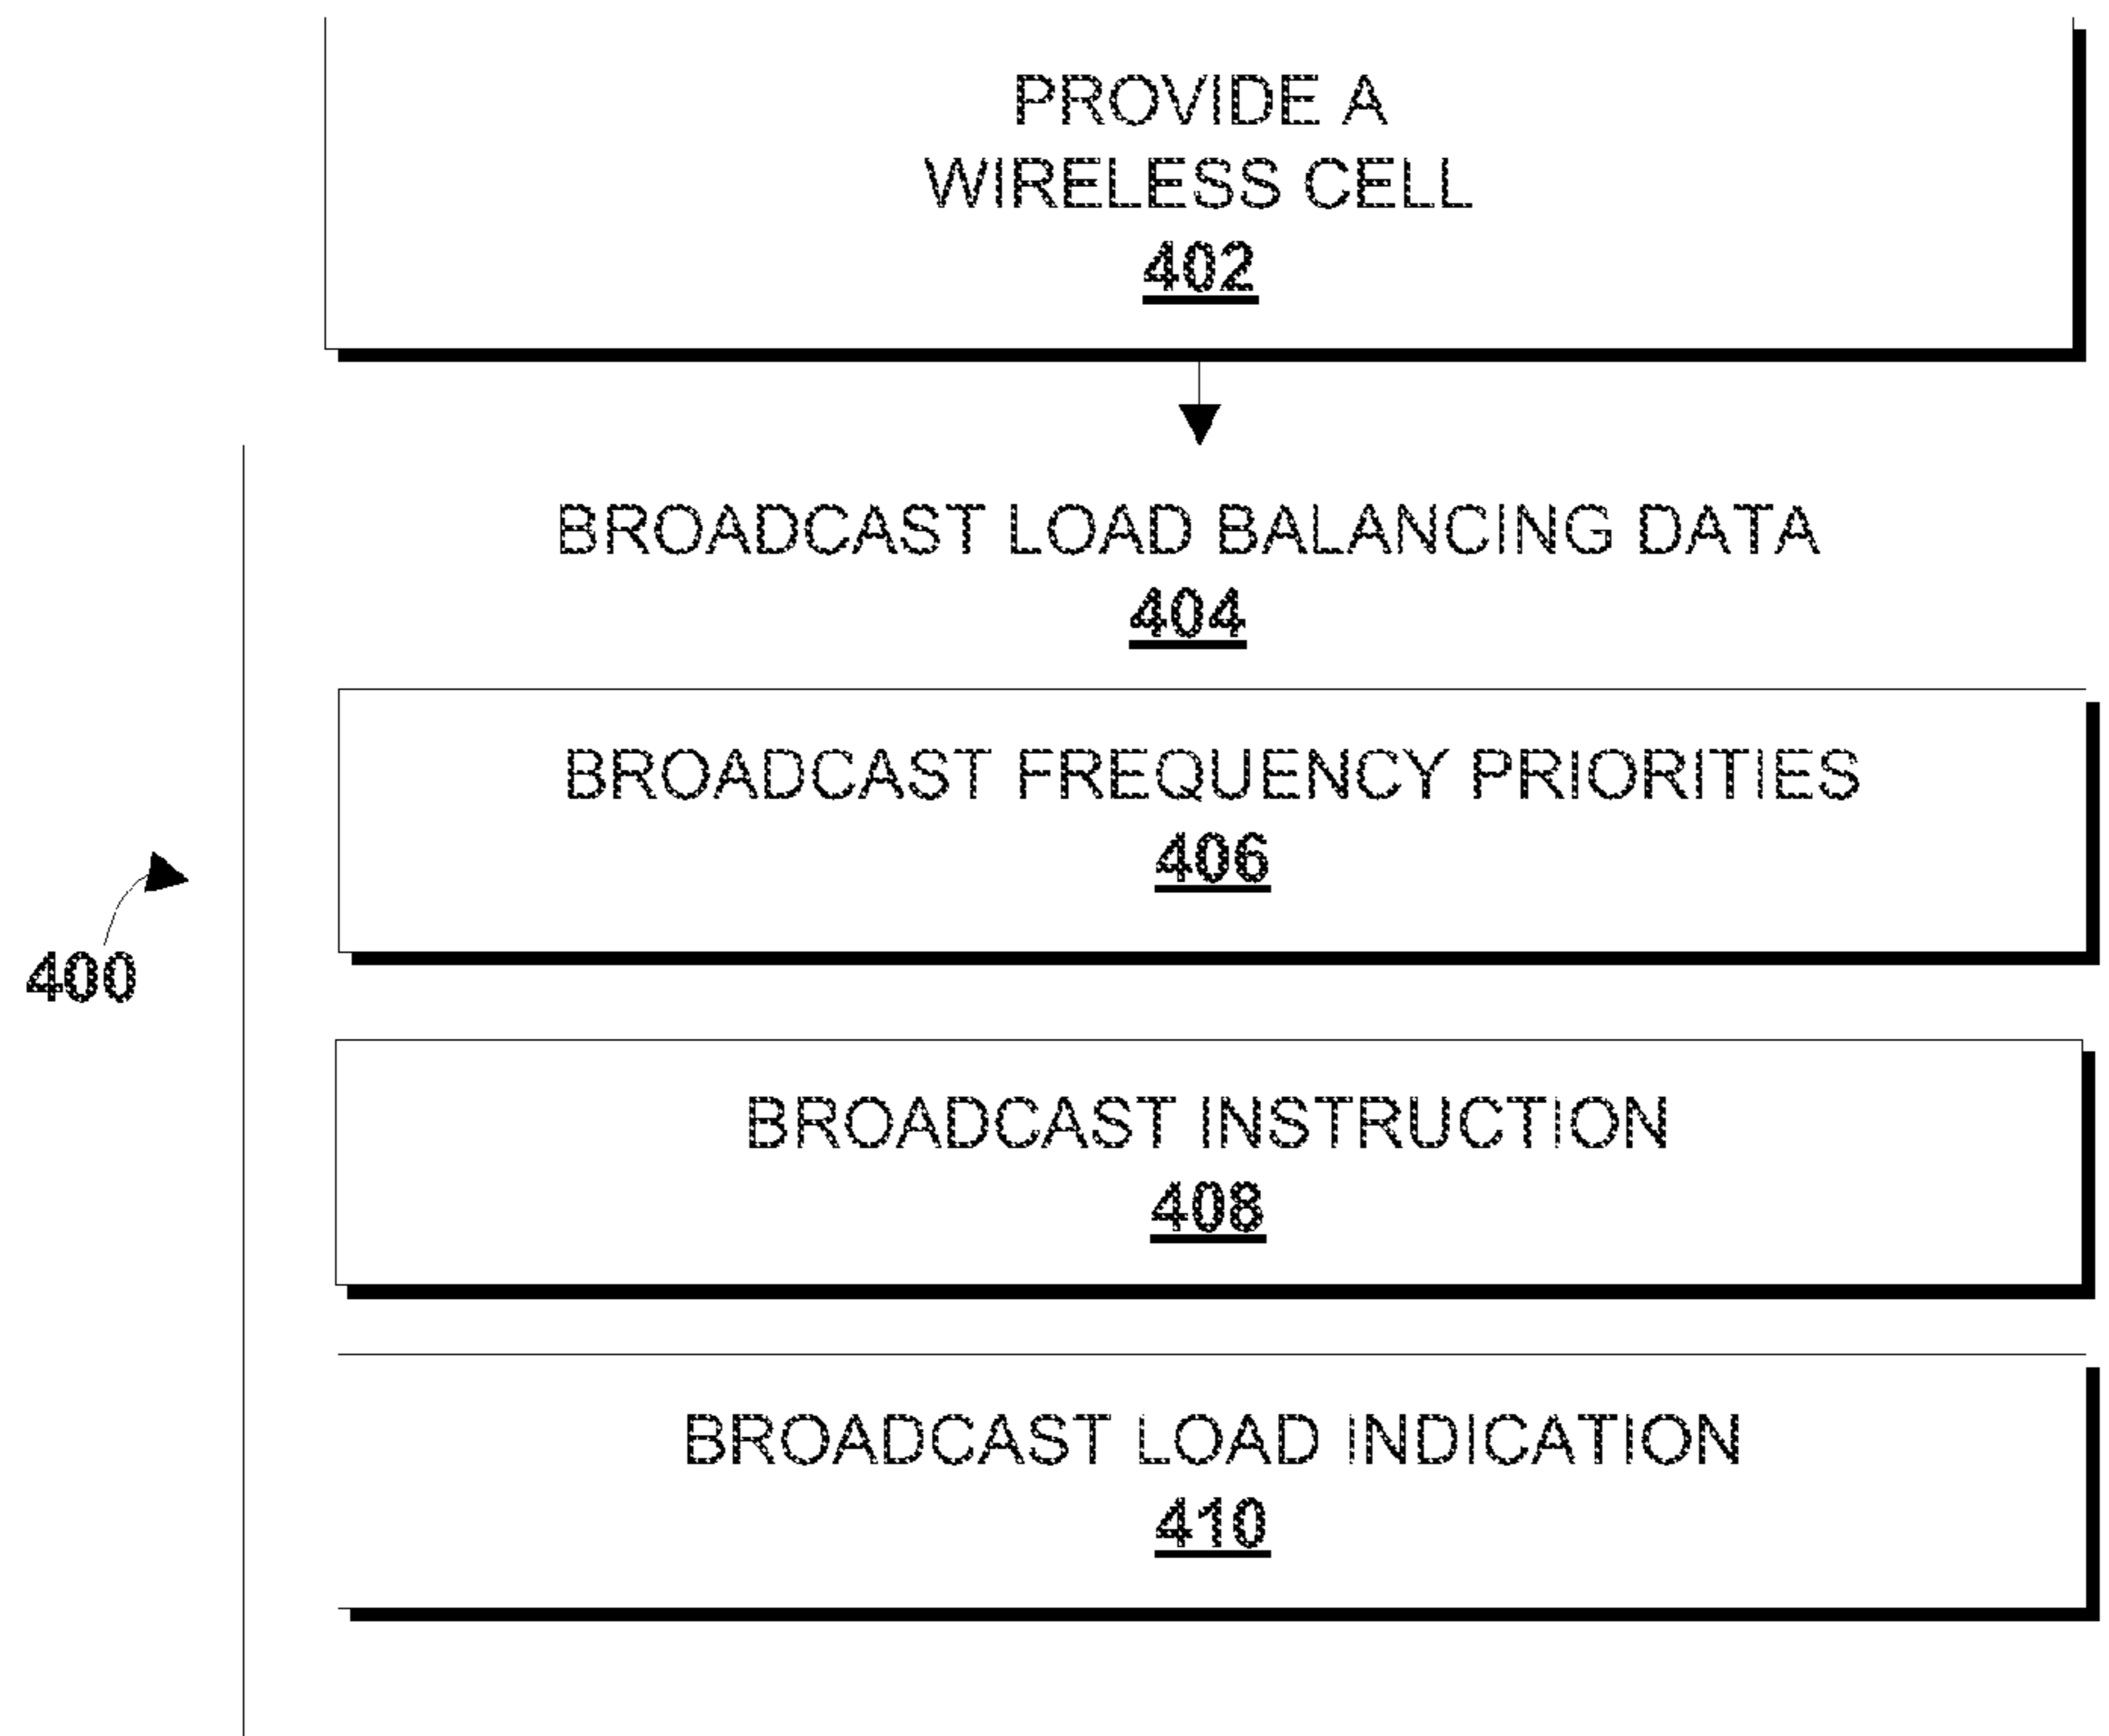 PROVIDE A
WIRELESS CELL
402
BROADCAST LOAD BALANCING DATA
404
BROADCAST FREQUENCY PRIORITIES
406
400
BROADCAST INSTRUCTION
408
BROADCAST LOAD INDICATION
410